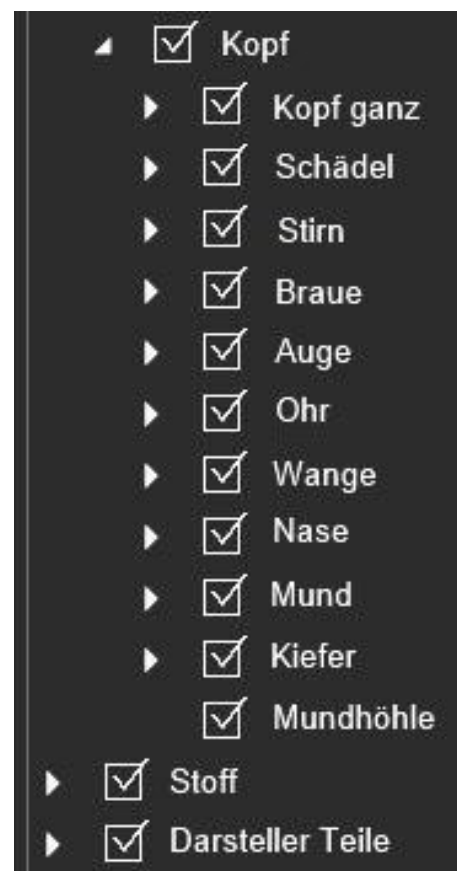 Kopf
Kopf ganz
Schädel
Stirn
Braue
Auge
Ohr
Wange
Nase
Mund
Kiefer
Mundhöhle
Stoff
Darsteller Teile